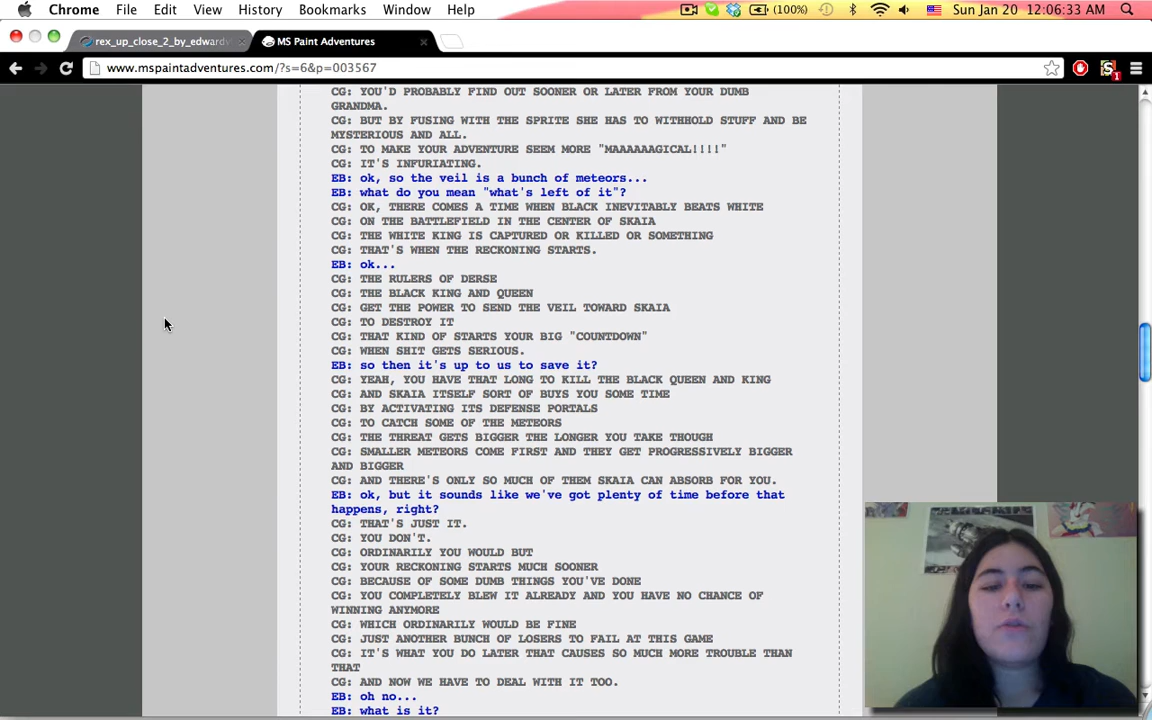 Chrome File Edit View History Bookmarks Window Help (100%) Sun Jan 20 12:06:33 AM
rex_up_close_2_by_edward MS Paint Adventures
www.mspaintadventures.com/?s=6&p=003567
CG: YOU'D PROBABLY FIND OUT SOONER OR LATER FROM YOUR DUMB
GRANDMA.
CG: BUT BY FUSING WITH THE SPRITE SHE HAS TO WITHHOLD STUFF AND BE
MYSTERIOUS AND ALL.
CG: TO MAKE YOUR ADVENTURE SEEM MORE "MAAAAAAGICAL!!!!"
CG: IT'S INFURIATING.
EB: ok, so the veil is a bunch of meteors...
EB: what do you mean "what's left of it"?
CG: OK, THERE COMES A TIME WHEN BLACK INEVITABLY BEATS WHITE
CG: ON THE BATTLEFIELD IN THE CENTER OF SKAIA
CG: THE WHITE KING IS CAPTURED OR KILLED OR SOMETHING
CG: THAT'S WHEN THE RECKONING STARTS.
EB: ok...
CG: THE RULERS OF DERSE
CG: THE BLACK KING AND QUEEN
CG: GET THE POWER TO SEND THE VEIL TOWARD SKAIA
CG: TO DESTROY IT
CG: THAT KIND OF STARTS YOUR BIG "COUNTDOWN"
CG: WHEN SHIT GETS SERIOUS.
EB: so then it's up to us to save it?
CG: YEAH, YOU HAVE THAT LONG TO KILL THE BLACK QUEEN AND KING
CG: AND SKAIA ITSELF SORT OF BUYS YOU SOME TIME
CG: BY ACTIVATING ITS DEFENSE PORTALS
CG: TO CATCH SOME OF THE METEORS
CG: THE THREAT GETS BIGGER THE LONGER YOU TAKE THOUGH
CG: SMALLER METEORS COME FIRST AND THEY GET PROGRESSIVELY BIGGER
AND BIGGER
CG: AND THERE'S ONLY SO MUCH OF THEM SKAIA CAN ABSORB FOR YOU.
EB: ok, but it sounds like we've got plenty of time before that
happens, right?
CG: THAT'S JUST IT.
CG: YOU DON'T.
CG: ORDINARILY YOU WOULD BUT
CG: YOUR RECKONING STARTS MUCH SOONER
CG: BECAUSE OF SOME DUMB THINGS YOU'VE DONE
CG: YOU COMPLETELY BLEW IT ALREADY AND YOU HAVE NO CHANCE OF
WINNING ANYMORE
CG: WHICH ORDINARILY WOULD BE FINE
CG: JUST ANOTHER BUNCH OF LOSERS TO FAIL AT THIS GAME
CG: IT'S WHAT YOU DO LATER THAT CAUSES SO MUCH MORE TROUBLE THAN
THAT
CG: AND NOW WE HAVE TO DEAL WITH IT TOO.
EB: oh no...
EB: what is it?